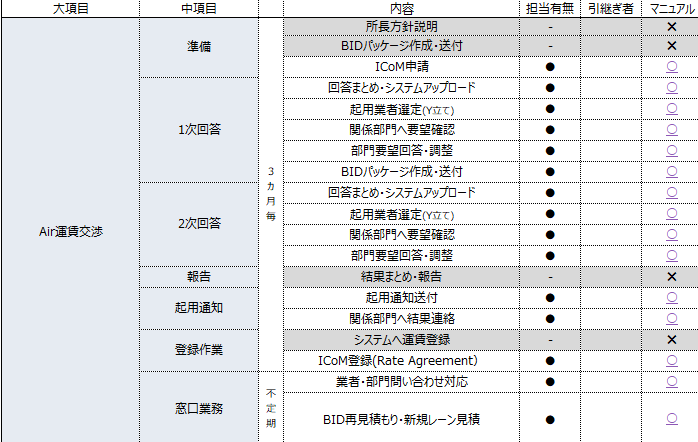 大項目 中項目 内容 担当有無 引継ぎ者 マニュアル
Air運賃交渉
準備
3ヵ月毎
所長方針説明 - ×
BIDパッケージ作成・送付 - ×
ICoM申請 ● ○
1次回答
回答まとめ・システムアップロード ● ○
起用業者選定(Y立て) ● ○
関係部門へ要望確認 ● ○
部門要望回答・調整 ● ○
BIDパッケージ作成・送付 ● ○
2次回答
回答まとめ・システムアップロード ● ○
起用業者選定(Y立て) ● ○
関係部門へ要望確認 ● ○
部門要望回答・調整 ● ○
報告 結果まとめ・報告 - ×
起用通知
起用通知送付 ● ○
関係部門へ結果連絡 ● ○
登録作業
システムへ運賃登録 - ×
ICoM登録(Rate Agreement) ● ○
窓口業務
不定期
業者・部門問い合わせ対応 ● ○
BID再見積もり・新規レーン見積 ● ○